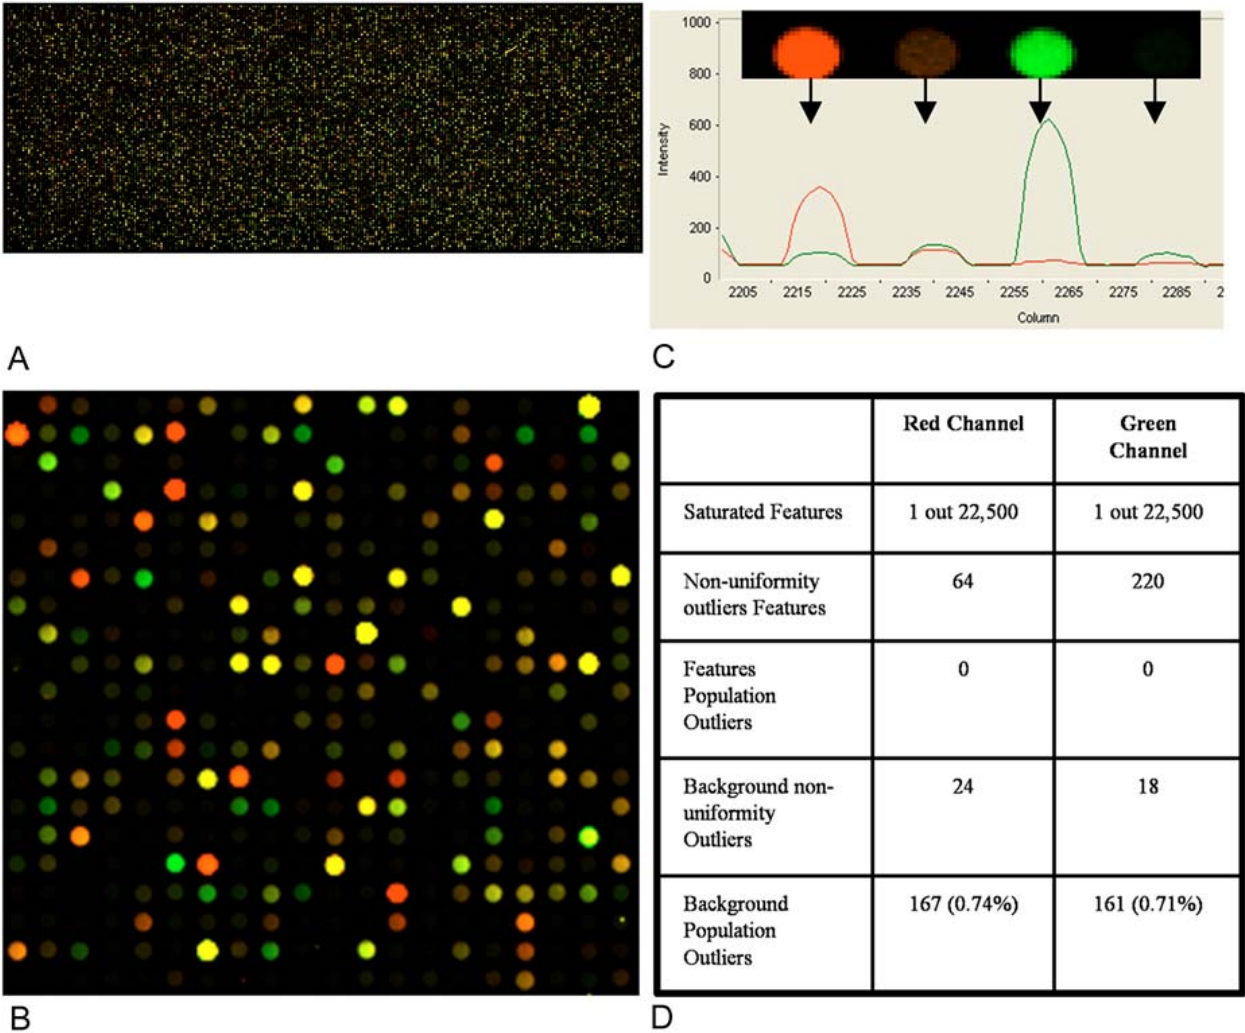 A
1000
800
600
400
200
0
Intensity
2205 2215 2225 2235 2245 2255 2265 2275 2285 2
Column
C
B
Red Channel
Green
Channel
Saturated Features
1 out 22,500
1 out 22,500
Non-uniformity
outliers Features
64
220
Features
Population
Outliers
0
0
Background non-
uniformity
Outliers
24
18
Background
Population
Outliers
167 (0.74%)
161 (0.71%)
D